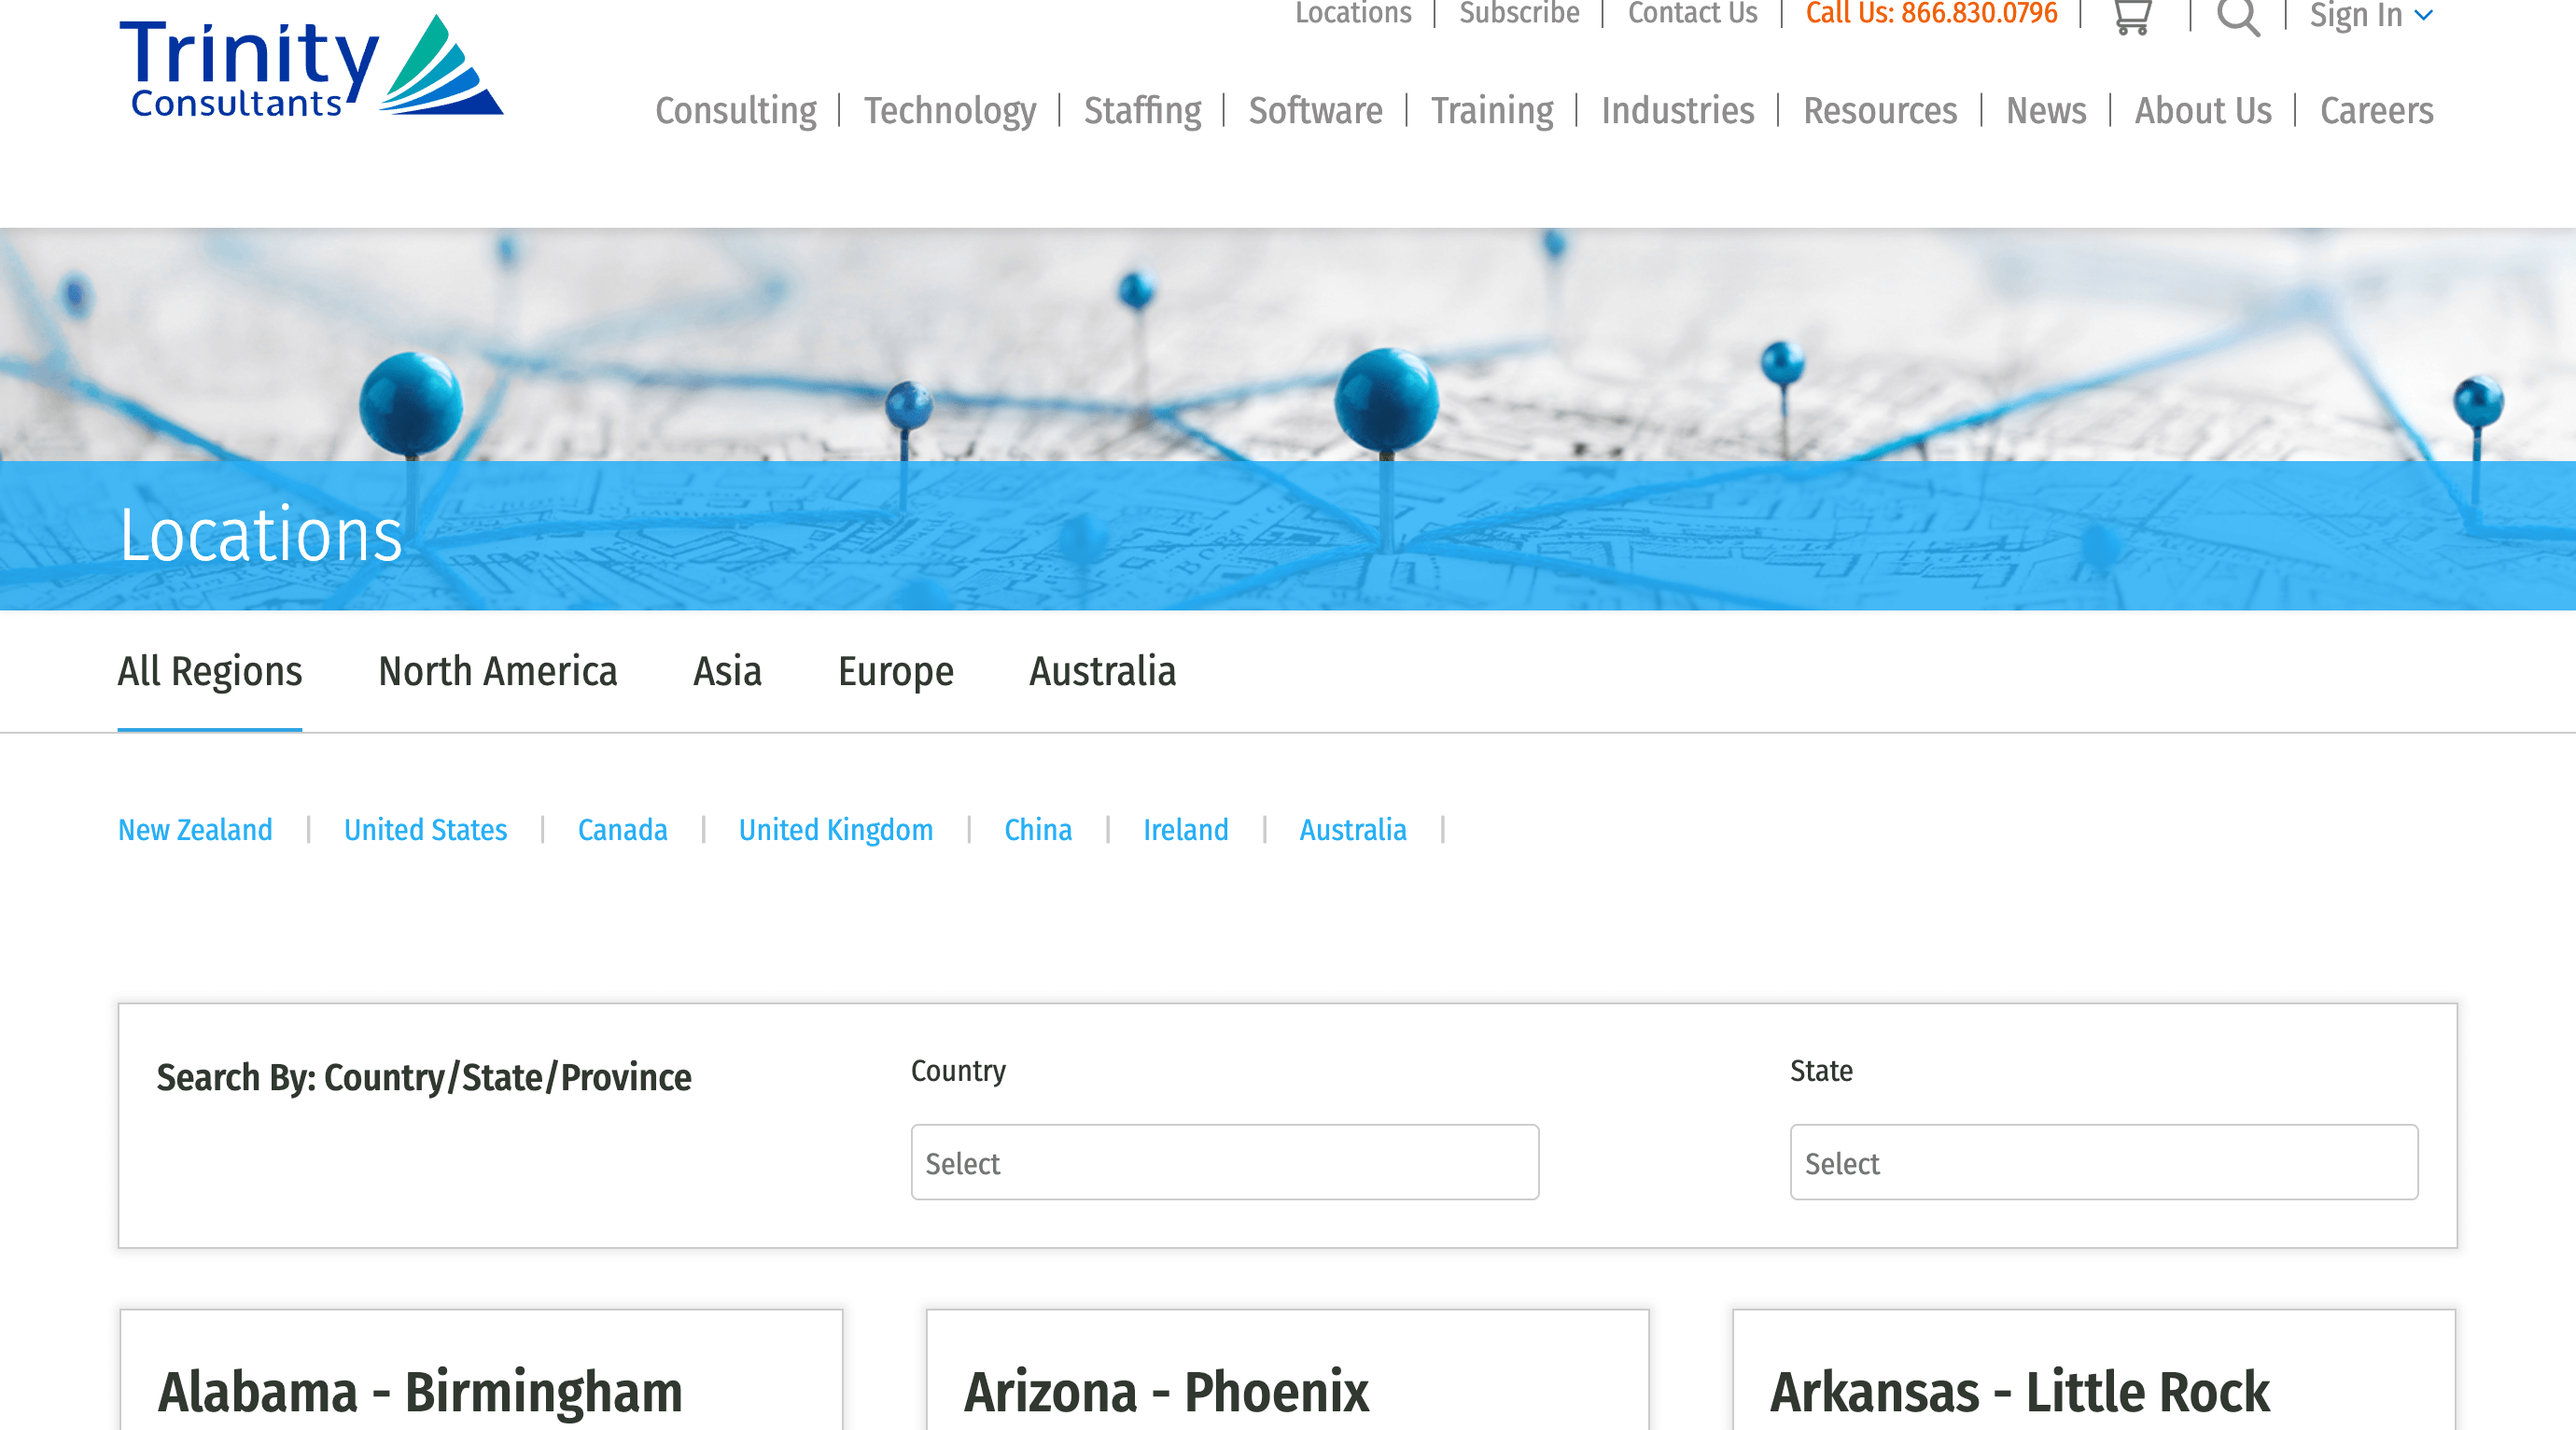 Locations | Subscribe | Contact Us | Call Us: 866.830.0796 | Sign In
Trinity
Consultants
Consulting | Technology | Staffing | Software | Training | Industries | Resources | News | About Us | Careers
Locations
All Regions North America Asia Europe Australia
New Zealand | United States | Canada | United Kingdom | China | Ireland | Australia |
Search By: Country/State/Province
Country
State
Select
Select
Alabama - Birmingham
Arizona - Phoenix
Arkansas - Little Rock